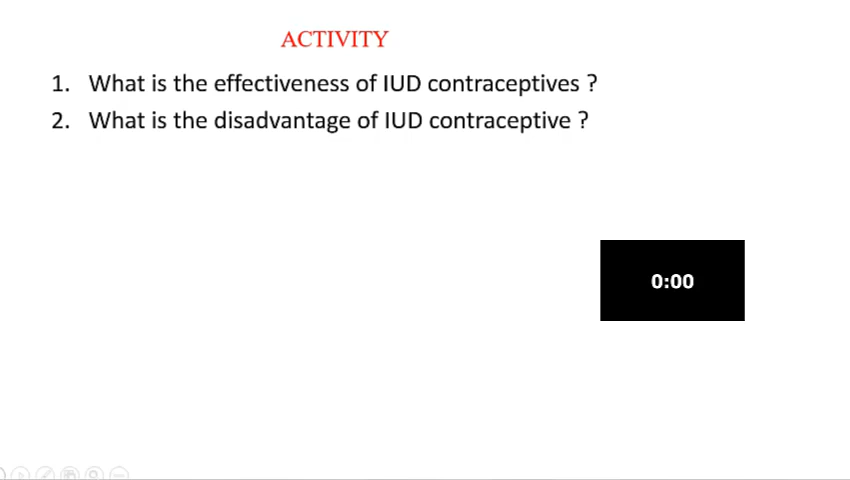 ACTIVITY
1. What is the effectiveness of IUD contraceptives ?
2. What is the disadvantage of IUD contraceptive ?
0:00